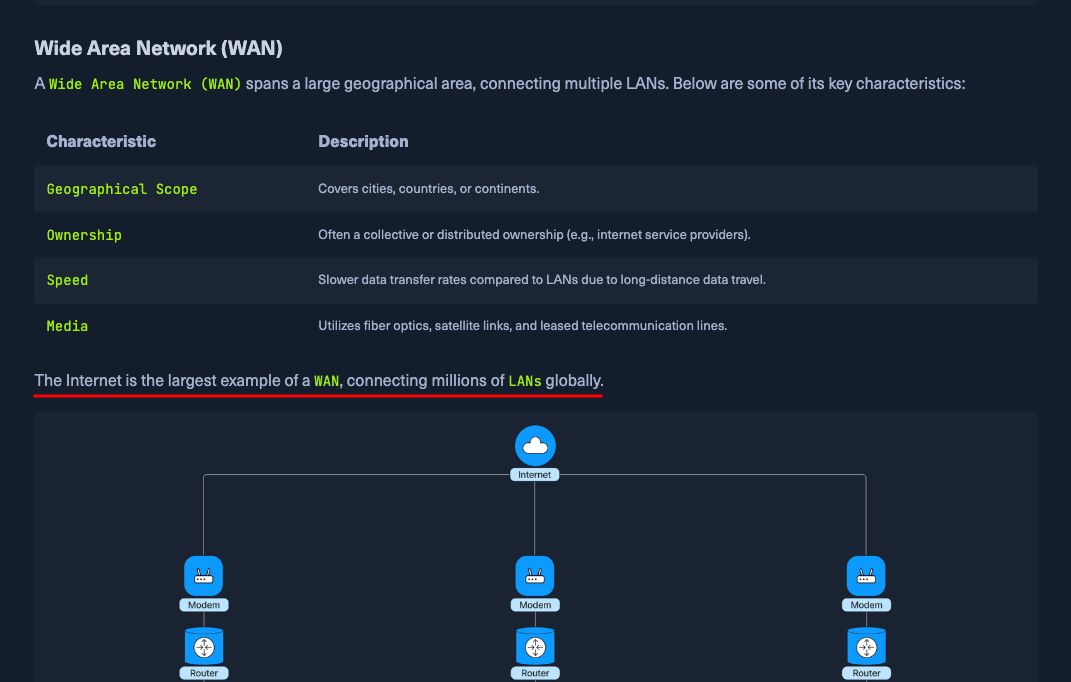 Wide Area Network (WAN)
A Wide Area Network (WAN) spans a large geographical area, connecting multiple LANs. Below are some of its key characteristics:
Characteristic Description
Geographical Scope Covers cities, countries, or continents.
Ownership Often a collective or distributed ownership (e.g., internet service providers).
Speed Slower data transfer rates compared to LANs due to long-distance data travel.
Media Utilizes fiber optics, satellite links, and leased telecommunication lines.
The Internet is the largest example of a WAN, connecting millions of LANs globally.
Internet
Modem Modem Modem
Router Router Router